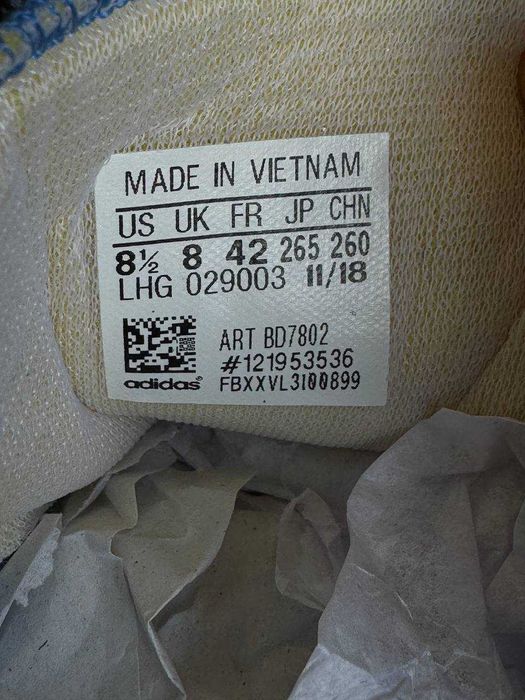 MADE IN VIETNAM
US UK FR JP CHN
8½ 8 42 265 260
LHG 029003 11/18
ART BD7802
#121953536
adidas FBXXVL3I00899